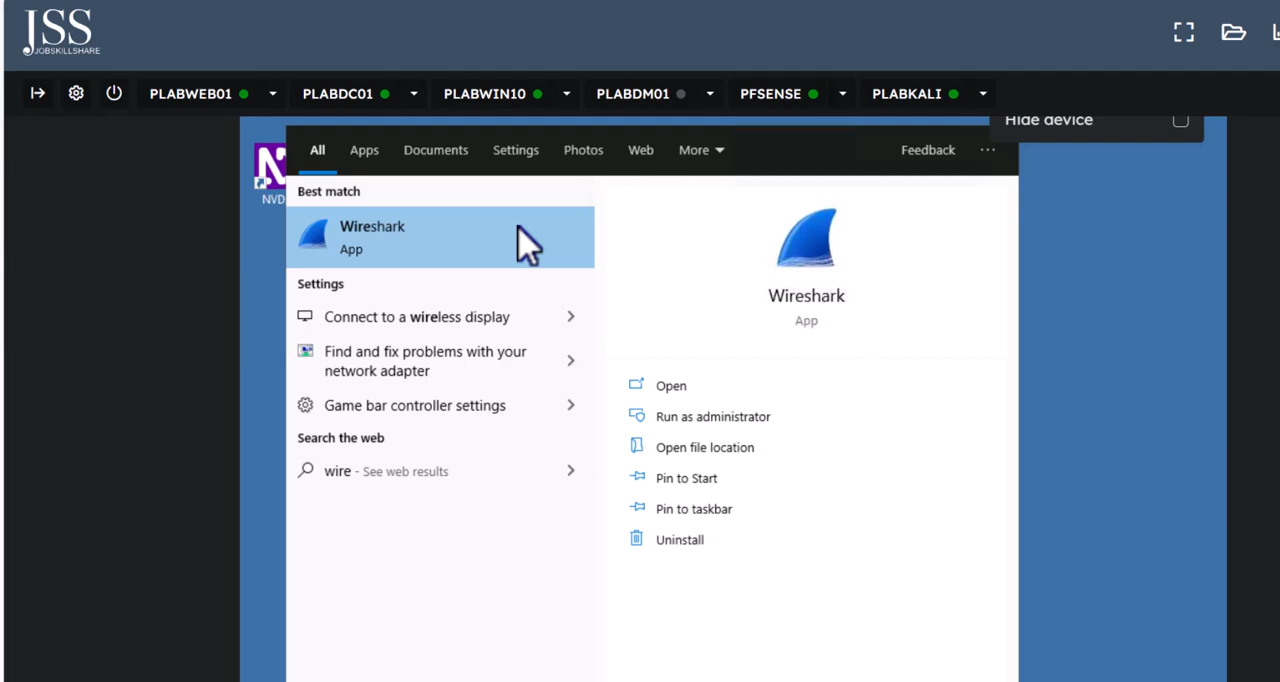 JSS
JOBSKILLSHARE
PLABWEB01 PLABDC01 PLABWIN10 PLABDM01 PFSENSE PLABKALI
Hide device
All Apps Documents Settings Photos Web More Feedback ...
NVD
Best match
Wireshark
App
Settings
Connect to a wireless display
Find and fix problems with your
network adapter
Game bar controller settings
Search the web
wire - See web results
Wireshark
App
Open
Run as administrator
Open file location
Pin to Start
Pin to taskbar
Uninstall